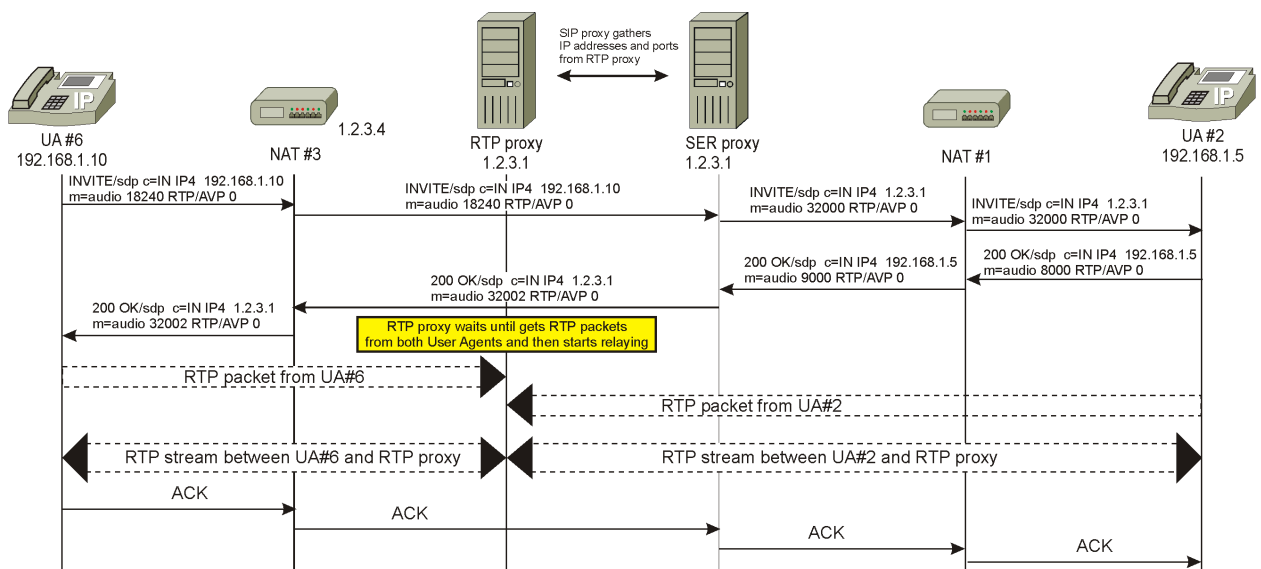 SIP proxy gathers
IP addresses and ports
from RTP proxy
IP
IP
UA #6
192.168.1.10
1.2.3.4
NAT #3
RTP proxy
1.2.3.1
SER proxy
1.2.3.1
NAT #1
UA #2
192.168.1.5
INVITE/sdp c=IN IP4 192.168.1.10
m=audio 18240 RTP/AVP 0
INVITE/sdp c=IN IP4 192.168.1.10
m=audio 18240 RTP/AVP 0
INVITE/sdp c=IN IP4 1.2.3.1
m=audio 32000 RTP/AVP 0
INVITE/sdp c=IN IP4 1.2.3.1
m=audio 32000 RTP/AVP 0
200 OK/sdp c=IN IP4 192.168.1.5
m=audio 8000 RTP/AVP 0
200 OK/sdp c=IN IP4 192.168.1.5
m=audio 9000 RTP/AVP 0
200 OK/sdp c=IN IP4 1.2.3.1
m=audio 32002 RTP/AVP 0
200 OK/sdp c=IN IP4 1.2.3.1
m=audio 32002 RTP/AVP 0
RTP proxy waits until gets RTP packets
from both User Agents and then starts relaying
RTP packet from UA#6
RTP packet from UA#2
RTP stream between UA#6 and RTP proxy
RTP stream between UA#2 and RTP proxy
ACK
ACK
ACK
ACK